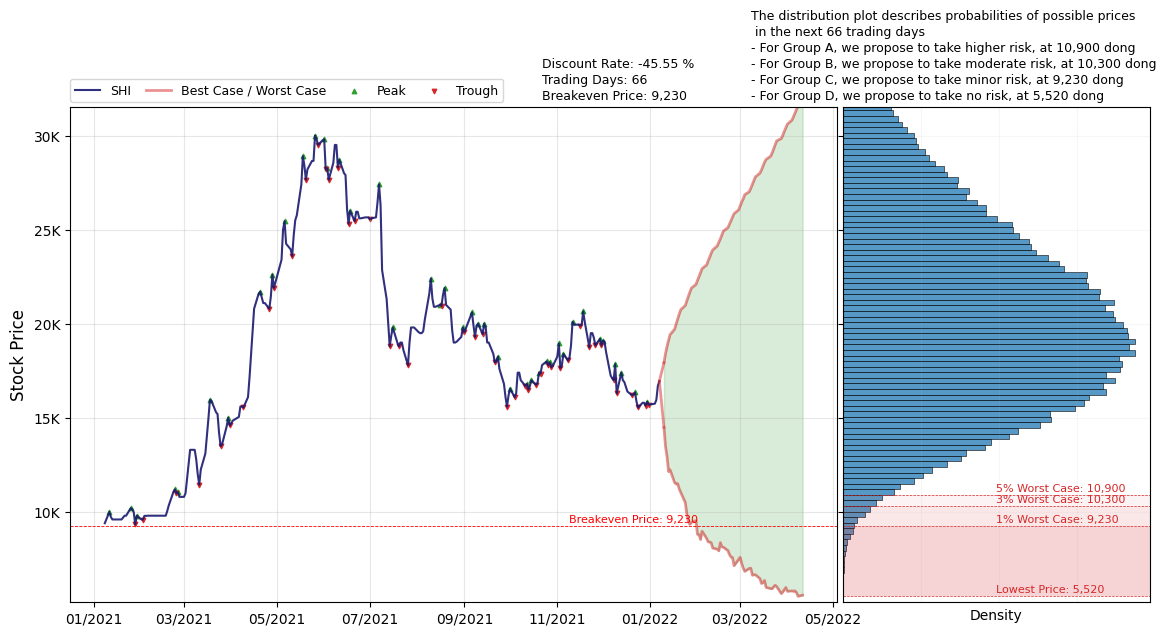 The distribution plot describes probabilities of possible prices
in the next 66 trading days
- For Group A, we propose to take higher risk, at 10,900 dong
- For Group B, we propose to take moderate risk, at 10,300 dong
- For Group C, we propose to take minor risk, at 9,230 dong
- For Group D, we propose to take no risk, at 5,520 dong
Discount Rate: -45.55 %
Trading Days: 66
Breakeven Price: 9,230
SHI
Best Case / Worst Case
Peak
Trough
Stock Price
30K
25K
20K
15K
10K
Breakeven Price: 9,230
01/2021
03/2021
05/2021
07/2021
09/2021
11/2021
01/2022
03/2022
05/2022
5% Worst Case: 10,900
3% Worst Case: 10,300
1% Worst Case: 9,230
Lowest Price: 5,520
Density